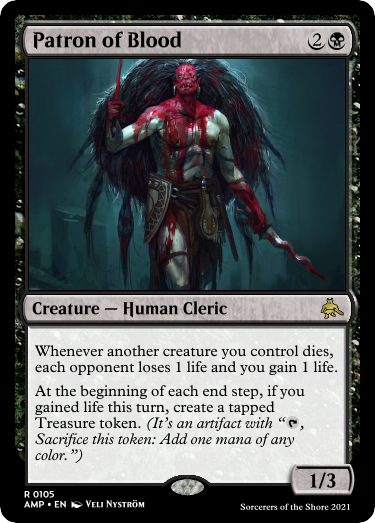 Patron of Blood 2
Creature — Human Cleric
Whenever another creature you control dies,
each opponent loses 1 life and you gain 1 life.
At the beginning of each end step, if you
gained life this turn, create a tapped
Treasure token. (It's an artifact with “,
Sacrifice this token: Add one mana of any
color.”)
1/3
R 0105
AMP • EN Veli Nyström
Sorcerers of the Shore 2021